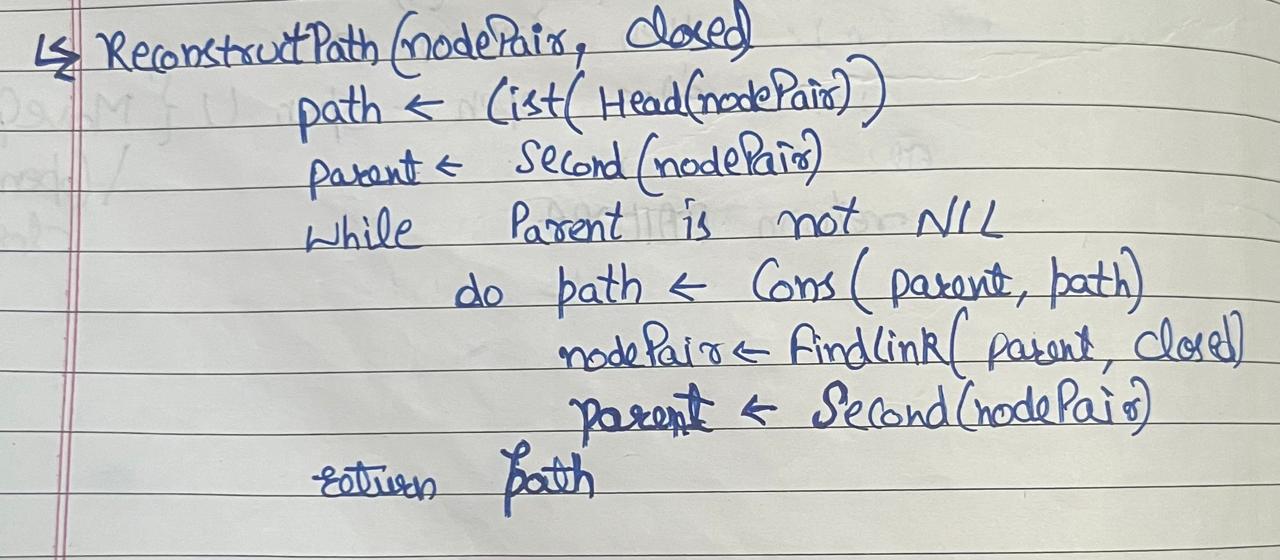 ↳ ReconstructPath(nodePair, Closed)
path ← List(Head(nodePair))
parent ← Second(nodePair)
While Parent is not NIL
do path ← Cons(parent, path)
nodePair ← FindLink(parent, Closed)
parent ← Second(nodePair)
return Path